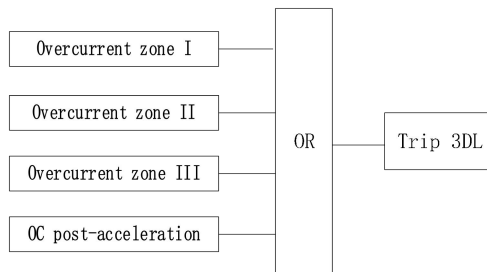 Overcurrent zone I
Overcurrent zone II
Overcurrent zone III
OC post-acceleration
OR
Trip 3DL